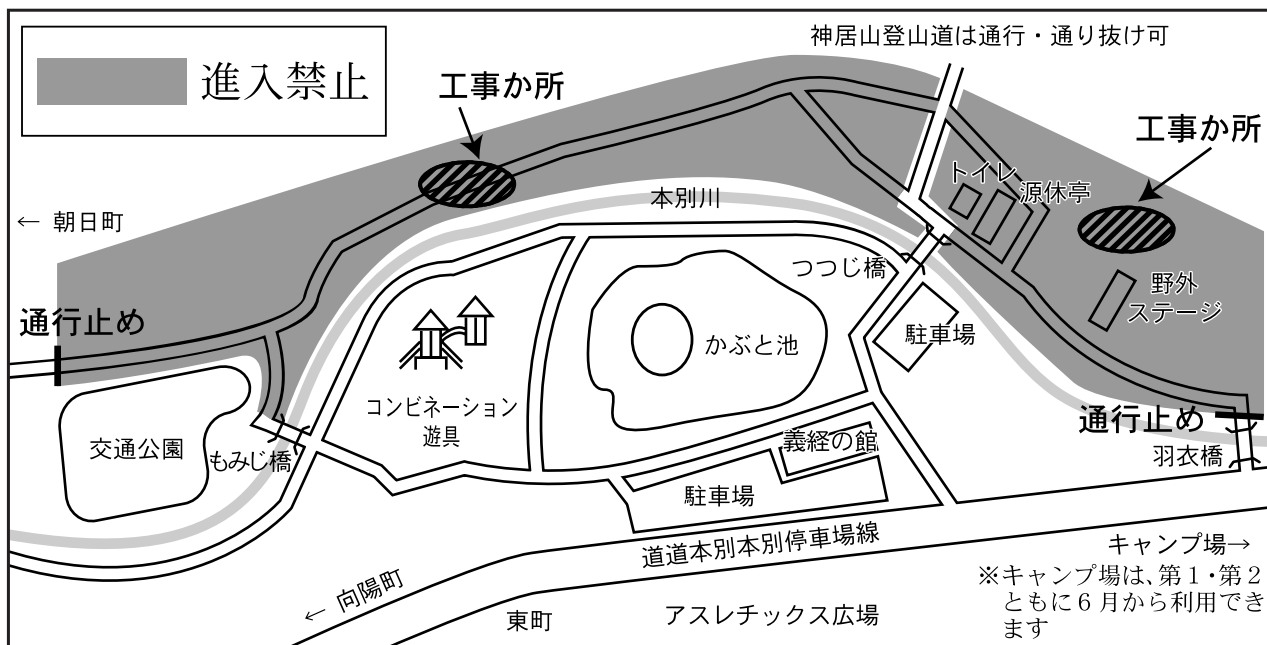 神居山登山道は通行・通り抜け可
進入禁止
工事か所
工事か所
トイレ
源休亭
本別川
← 朝日町
つつじ橋
野外
ステージ
通行止め
駐車場
かぶと池
コンビネーション
遊具
通行止め
義経の館
交通公園
もみじ橋
羽衣橋
駐車場
道道本別本別停車場線
キャンプ場→
※キャンプ場は、第１・第２
ともに６月から利用でき
ます
← 向陽町
東町
アスレチックス広場